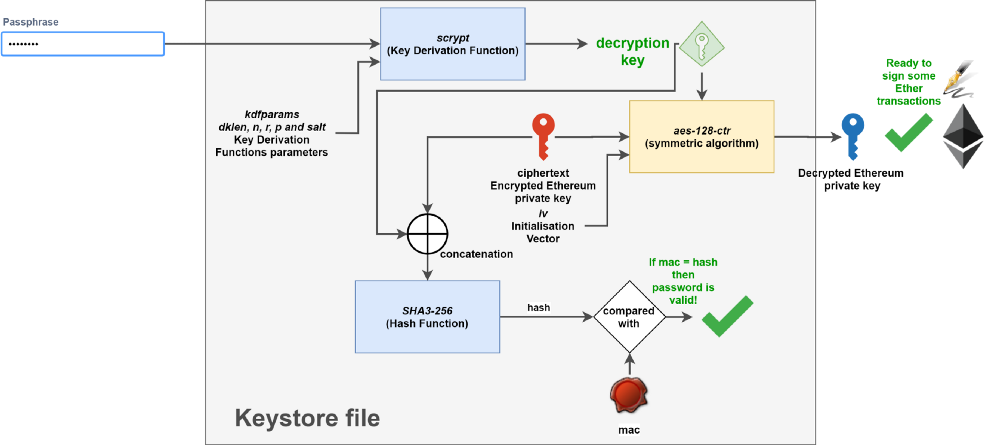 Passphrase
••••••••
scrypt
(Key Derivation Function)
decryption
key
Ready to
sign some
Ether
transactions
kdfparams
dklen, n, r, p and salt
Key Derivation
Functions parameters
aes-128-ctr
(symmetric algorithm)
ciphertext
Encrypted Ethereum
private key
Decrypted Ethereum
private key
iv
Initialisation
Vector
concatenation
If mac = hash
then
password is
valid!
SHA3-256
(Hash Function)
hash
compared
with
mac
Keystore file